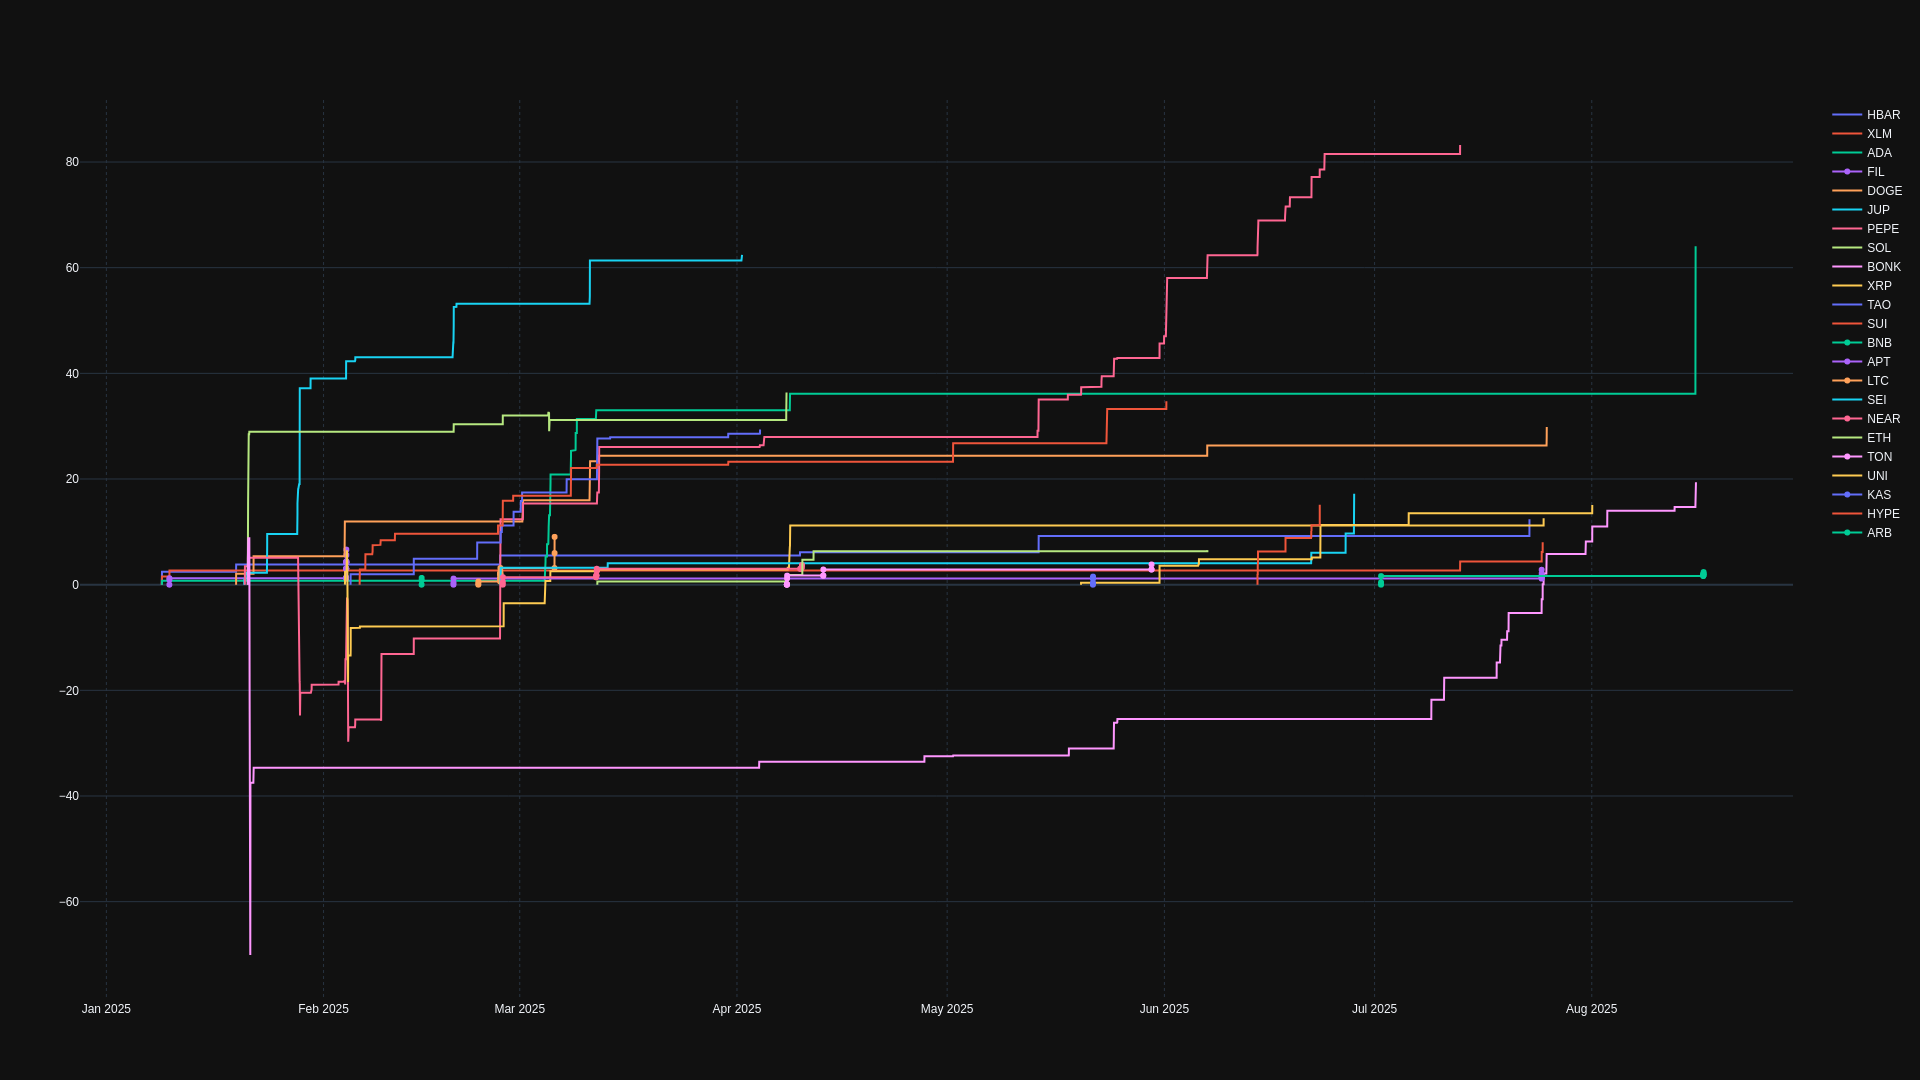 80
60
40
20
0
−20
−40
−60
Jan 2025
Feb 2025
Mar 2025
Apr 2025
May 2025
Jun 2025
Jul 2025
Aug 2025
HBAR
XLM
ADA
FIL
DOGE
JUP
PEPE
SOL
BONK
XRP
TAO
SUI
BNB
APT
LTC
SEI
NEAR
ETH
TON
UNI
KAS
HYPE
ARB